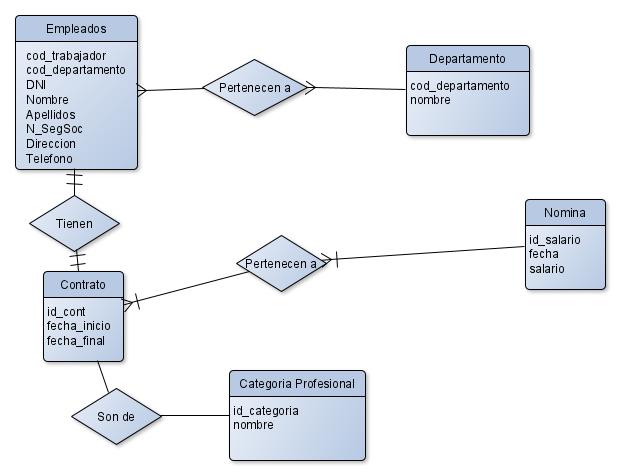 Empleados
cod_trabajador
cod_departamento
DNI
Nombre
Apellidos
N_SegSoc
Direccion
Telefono
Pertenecen a
Departamento
cod_departamento
nombre
Tienen
Pertenecen a
Nomina
id_salario
fecha
salario
Contrato
id_cont
fecha_inicio
fecha_final
Son de
Categoria Profesional
id_categoria
nombre